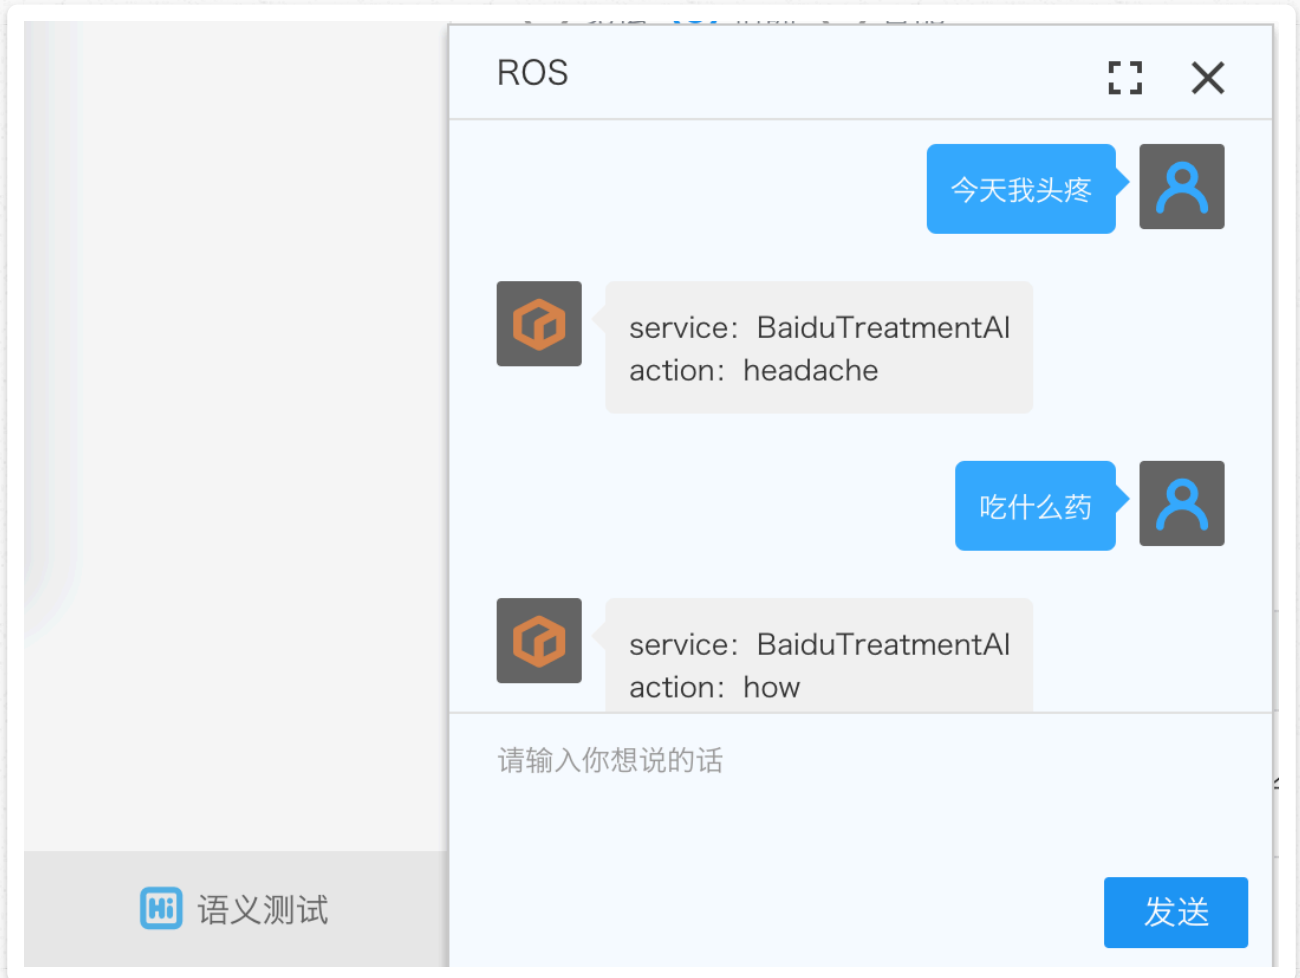 ROS
今天我头疼
service：BaiduTreatmentAI
action：headache
吃什么药
service：BaiduTreatmentAI
action：how
请输入你想说的话
Hi 语义测试
发送